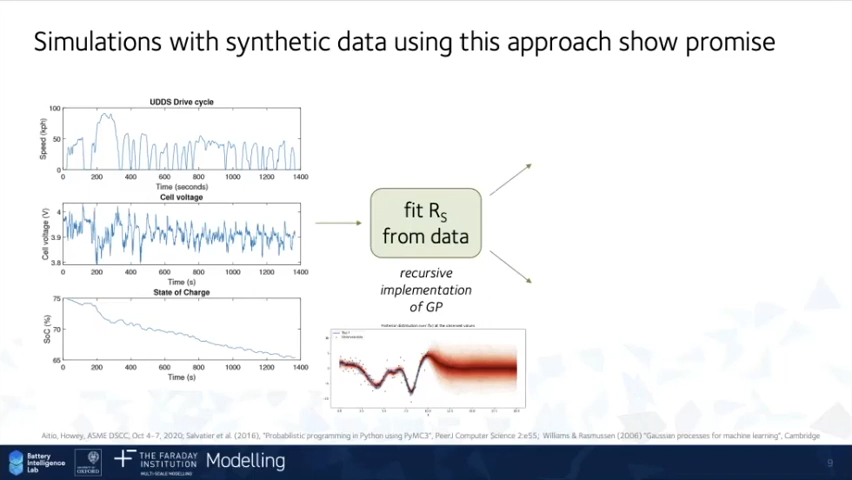 Simulations with synthetic data using this approach show promise
UDDS Drive cycle
100
50
0
Speed (kph)
0 200 400 600 800 1000 1200 1400
Time (seconds)
Cell voltage
4
3.9
3.8
Cell voltage (V)
0 200 400 600 800 1000 1200 1400
Time (s)
State of Charge
75
70
65
SoC (%)
0 200 400 600 800 1000 1200 1400
Time (s)
fit RS
from data
recursive
implementation
of GP
Aitio, Howey, ASME DSCC; Oct 4-7, 2020; Salvatier et al. (2016), "Probabilistic programming in Python using PyMC3", PeerJ Computer Science 2:e55; Williams & Rasmussen (2006) "Gaussian processes for machine learning", Cambridge
Battery
Intelligence
Lab
OXFORD
THE FARADAY
INSTITUTION
MULTI-SCALE MODELLING
Modelling
9